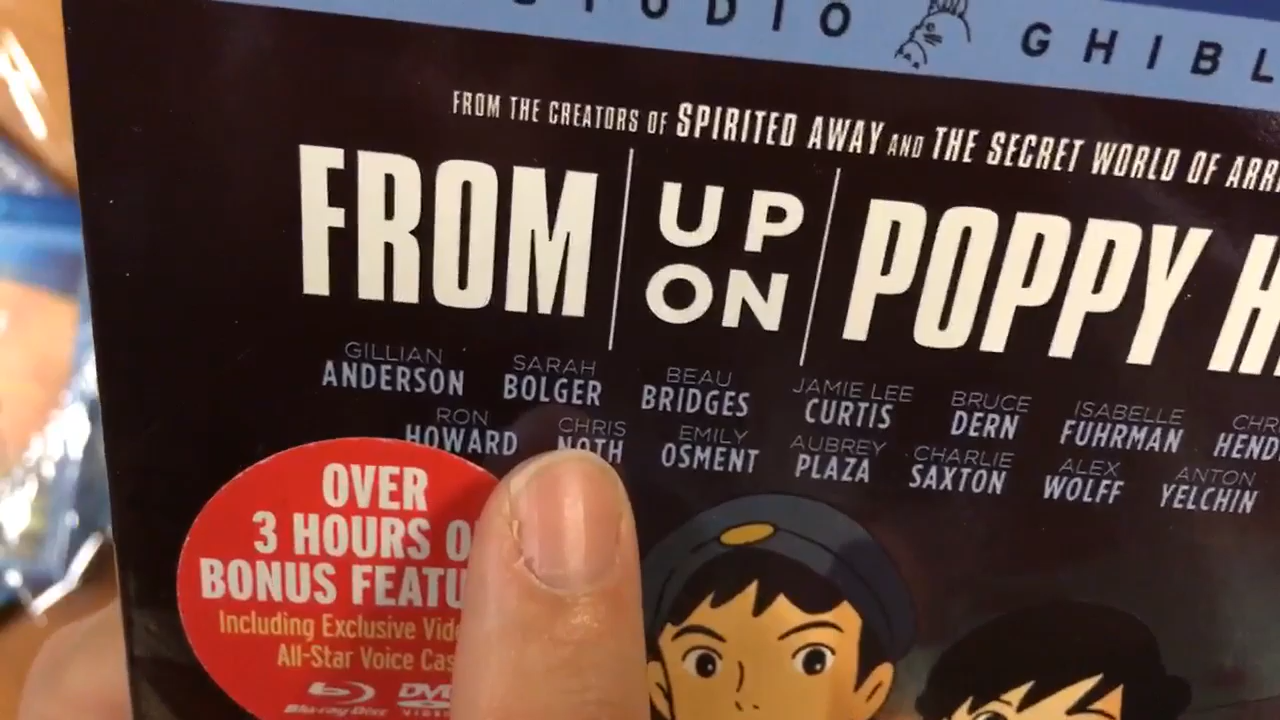 STUDIO GHIBL
FROM THE CREATORS OF SPIRITED AWAY AND THE SECRET WORLD OF ARR
FROM UP ON POPPY H
GILLIAN ANDERSON SARAH BOLGER BEAU BRIDGES JAMIE LEE CURTIS BRUCE DERN ISABELLE FUHRMAN CHR HEND
RON HOWARD CHRIS NOTH EMILY OSMENT AUBREY PLAZA CHARLIE SAXTON ALEX WOLFF ANTON YELCHIN
OVER
3 HOURS O
BONUS FEATU
Including Exclusive Vid
All-Star Voice Cas
Blu-ray Disc DVD VIDEO